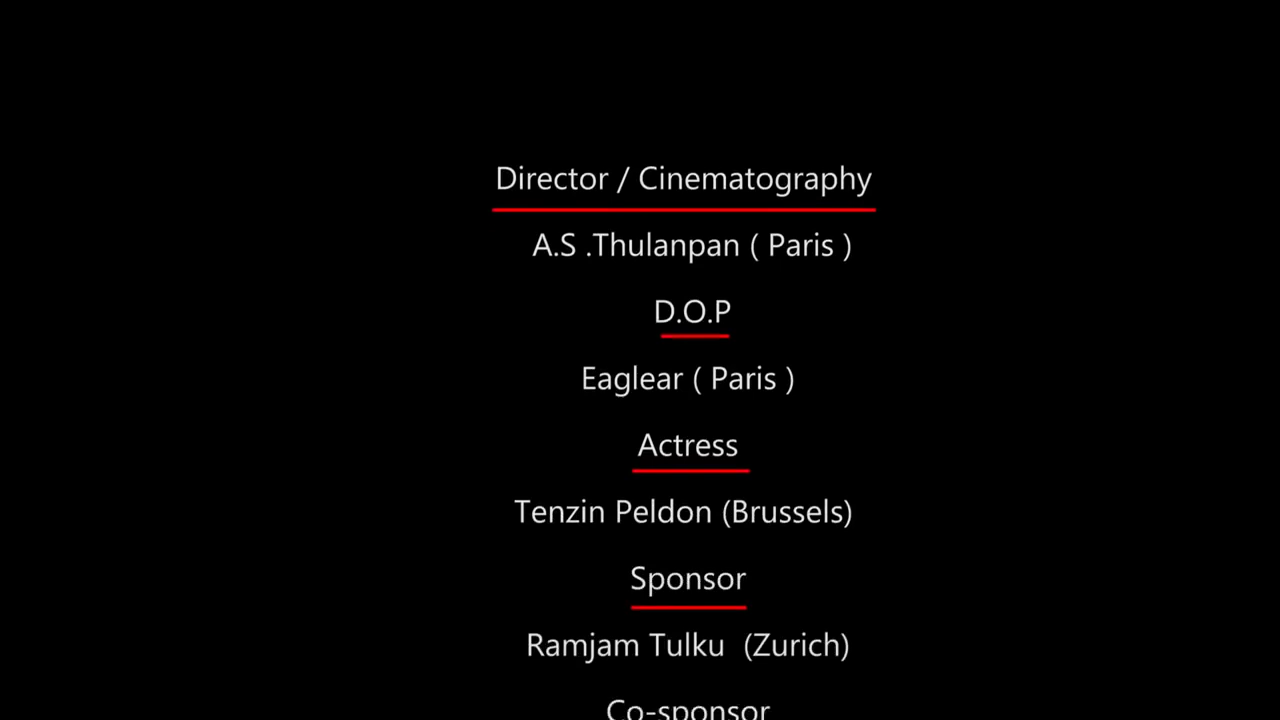 Director / Cinematography
A.S .Thulanpan ( Paris )
D.O.P
Eaglear ( Paris )
Actress
Tenzin Peldon (Brussels)
Sponsor
Ramjam Tulku  (Zurich)
Co-sponsor